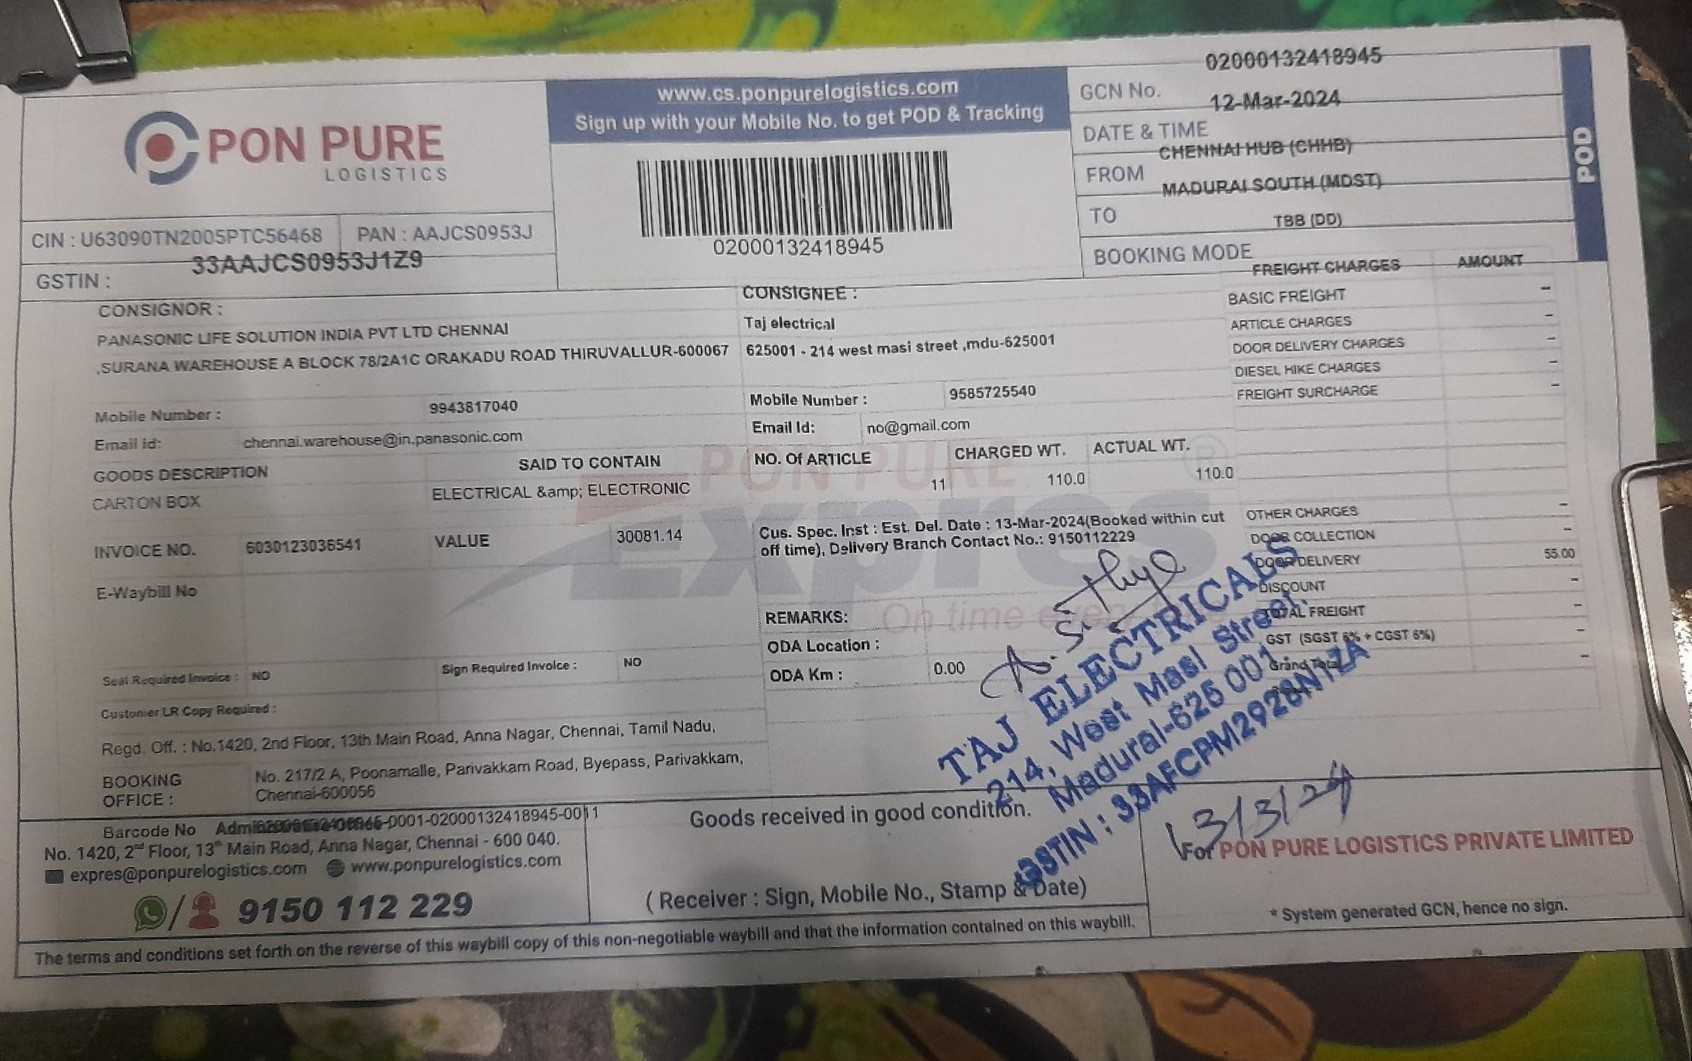 PON PURE
LOGISTICS
CIN : U63090TN2005PTC56468 PAN : AAJCS0953J
GSTIN : 33AAJCS0953J1Z9
www.cs.ponpurelogistics.com
Sign up with your Mobile No. to get POD & Tracking
02000132418945
GCN No. 02000132418945
DATE & TIME 12-Mar-2024
FROM CHENNAI HUB (CHHB)
TO MADURAI SOUTH (MDST)
BOOKING MODE TBB (DD)
POD
CONSIGNOR :
PANASONIC LIFE SOLUTION INDIA PVT LTD CHENNAI
,SURANA WAREHOUSE A BLOCK 78/2A1C ORAKADU ROAD THIRUVALLUR-600067
Mobile Number : 9943817040
Email id: chennai.warehouse@in.panasonic.com
CONSIGNEE :
Taj electrical
625001 - 214 west masi street ,mdu-625001
Mobile Number : 9585725540
Email Id: no@gmail.com
FREIGHT CHARGES AMOUNT
BASIC FREIGHT -
ARTICLE CHARGES -
DOOR DELIVERY CHARGES -
DIESEL HIKE CHARGES -
FREIGHT SURCHARGE -
GOODS DESCRIPTION SAID TO CONTAIN NO. Of ARTICLE CHARGED WT. ACTUAL WT.
CARTON BOX ELECTRICAL &amp; ELECTRONIC 11 110.0 110.0
PON PURE
Expres
On time
INVOICE NO. 6030123036541 VALUE 30081.14
E-Waybill No
Cus. Spec. Inst : Est. Del. Date : 13-Mar-2024(Booked within cut
off time), Delivery Branch Contact No.: 9150112229
REMARKS:
ODA Location :
ODA Km : 0.00
OTHER CHARGES -
DOOR COLLECTION -
DOOR DELIVERY 55.00
DISCOUNT -
TOTAL FREIGHT -
GST (SGST 6% + CGST 6%) -
Grand Total -
Seal Required Invoice : NO Sign Required Invoice : NO
Customer LR Copy Required :
Regd. Off. : No.1420, 2nd Floor, 13th Main Road, Anna Nagar, Chennai, Tamil Nadu,
BOOKING
OFFICE :
No. 217/2 A, Poonamalle, Parivakkam Road, Byepass, Parivakkam,
Chennai-600056
TAJ ELECTRICALS
214, West Masi Street,
Madurai-625 001.
GSTIN : 33AFCPM2928N1ZA
13/3/24
Barcode No -0001-02000132418945-0011
No. 1420, 2nd Floor, 13th Main Road, Anna Nagar, Chennai - 600 040.
expres@ponpurelogistics.com www.ponpurelogistics.com
/ 9150 112 229
Goods received in good condition.
(Receiver : Sign, Mobile No., Stamp & Date)
For PON PURE LOGISTICS PRIVATE LIMITED
* System generated GCN, hence no sign.
The terms and conditions set forth on the reverse of this waybill copy of this non-negotiable waybill and that the information contained on this waybill.